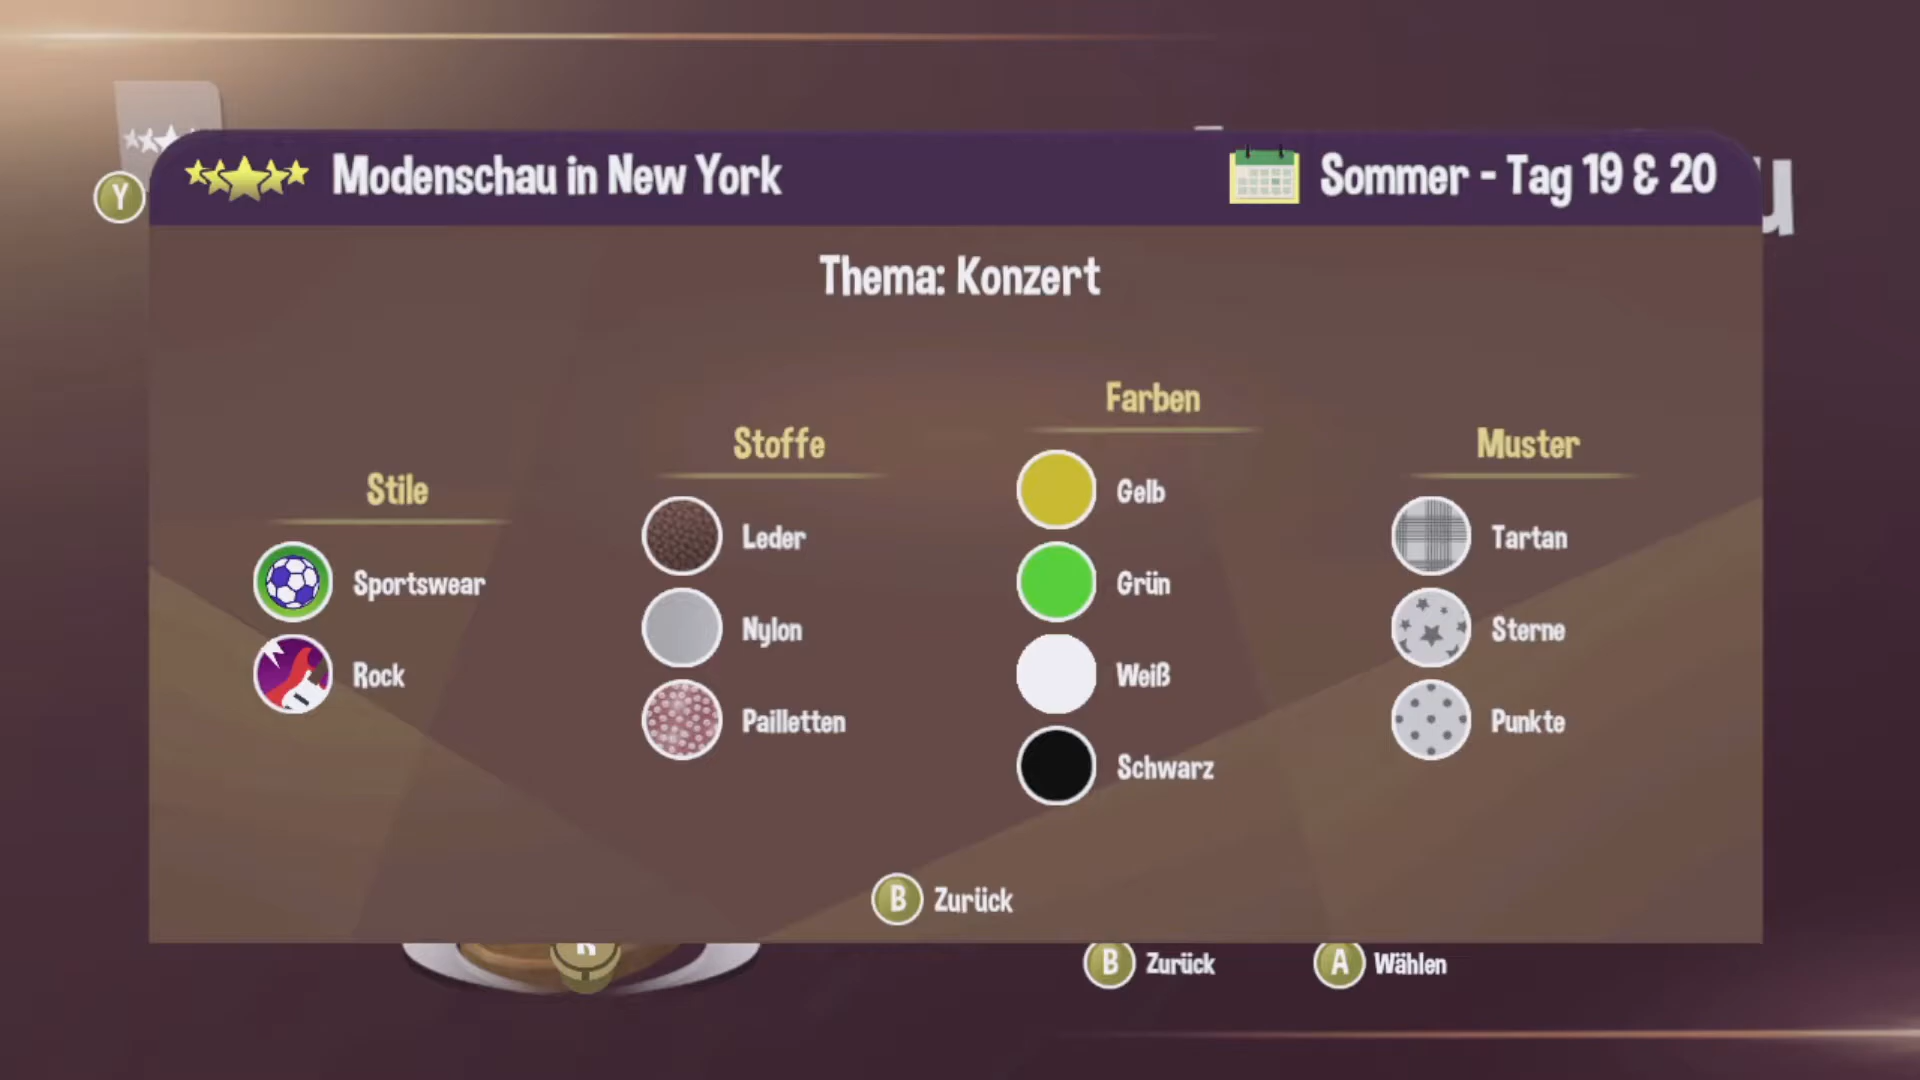 Modenschau in New York
Sommer - Tag 19 & 20
Y
Thema: Konzert
Stile
Sportswear
Rock
Stoffe
Leder
Nylon
Pailletten
Farben
Gelb
Grün
Weiß
Schwarz
Muster
Tartan
Sterne
Punkte
B Zurück
B Zurück
A Wählen